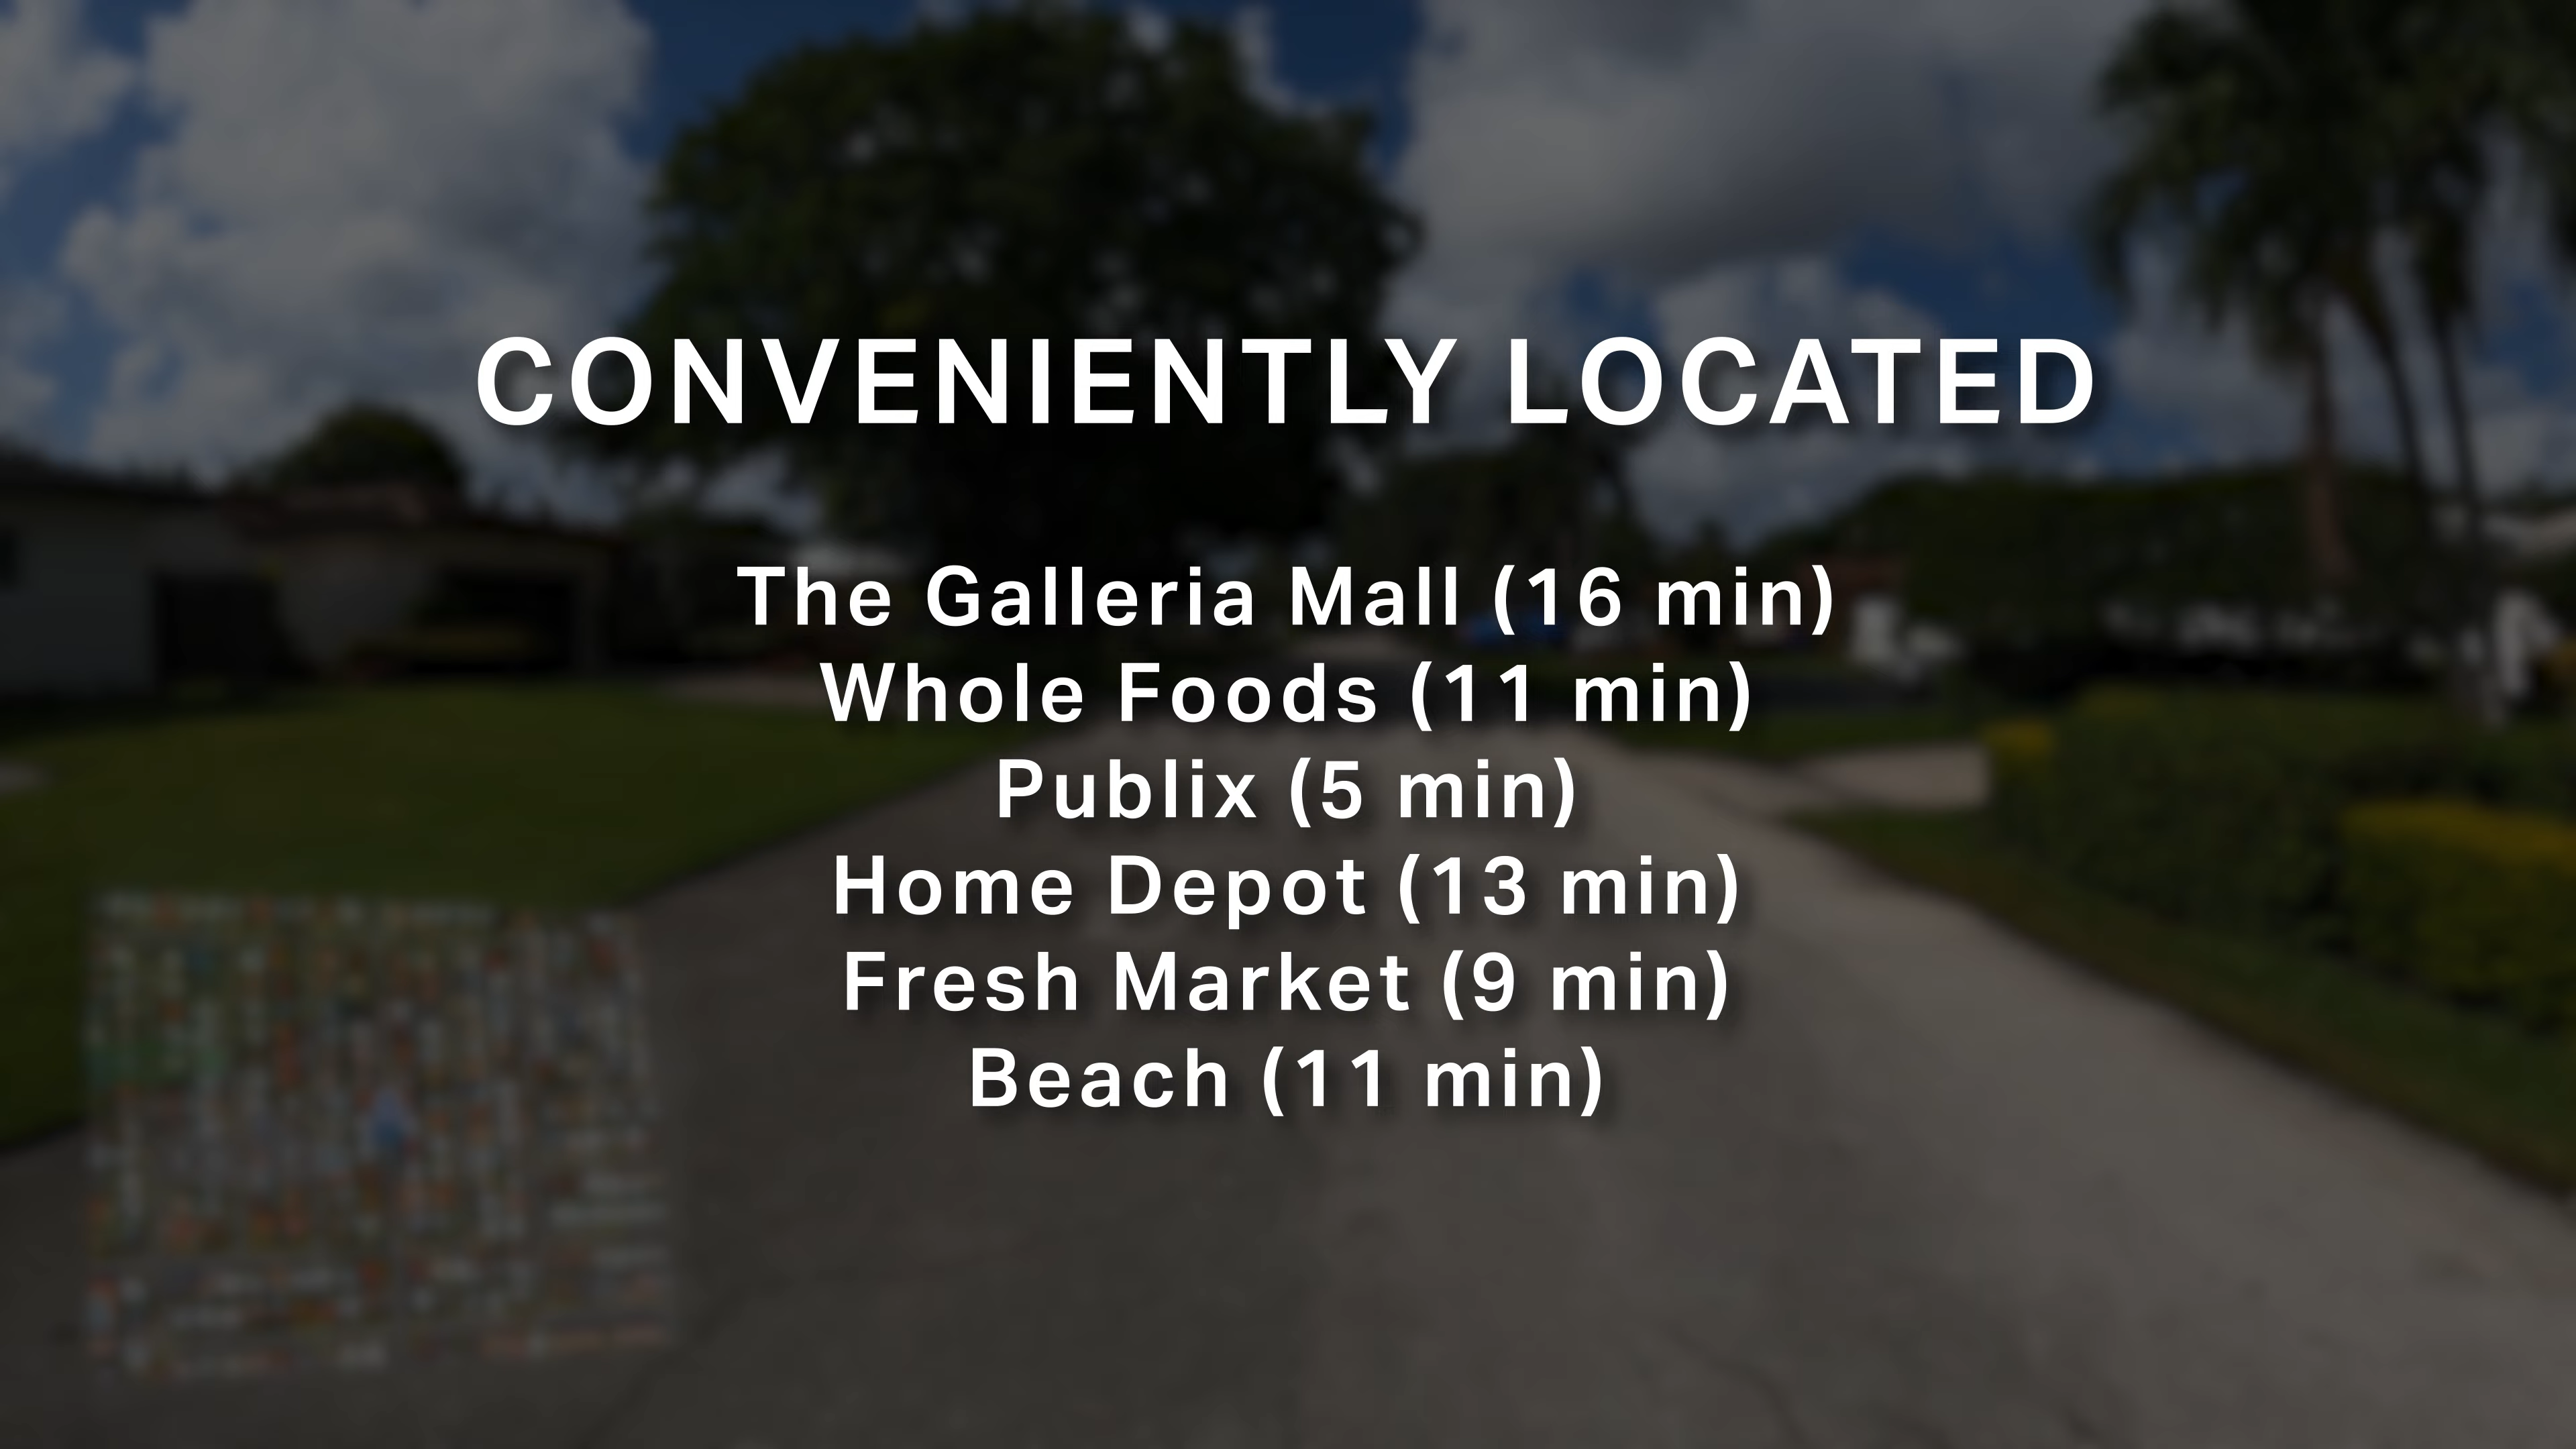 CONVENIENTLY LOCATED
The Galleria Mall (16 min)
Whole Foods (11 min)
Publix (5 min)
Home Depot (13 min)
Fresh Market (9 min)
Beach (11 min)